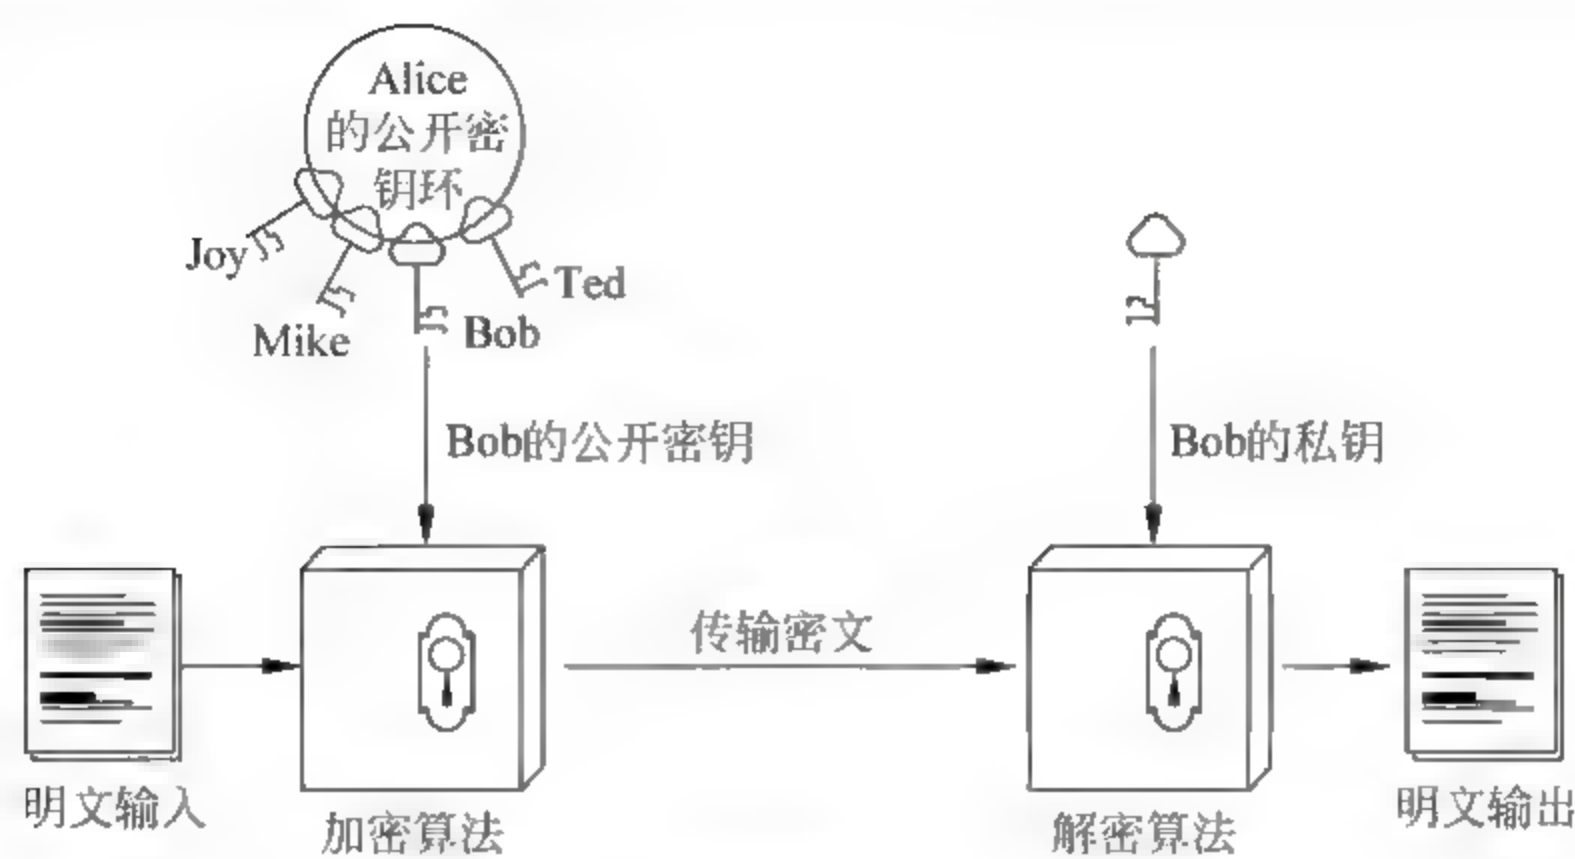 Alice
的公开密
钥环
Joy
Mike
Bob
Ted
Bob的公开密钥
Bob的私钥
传输密文
明文输入
加密算法
解密算法
明文输出